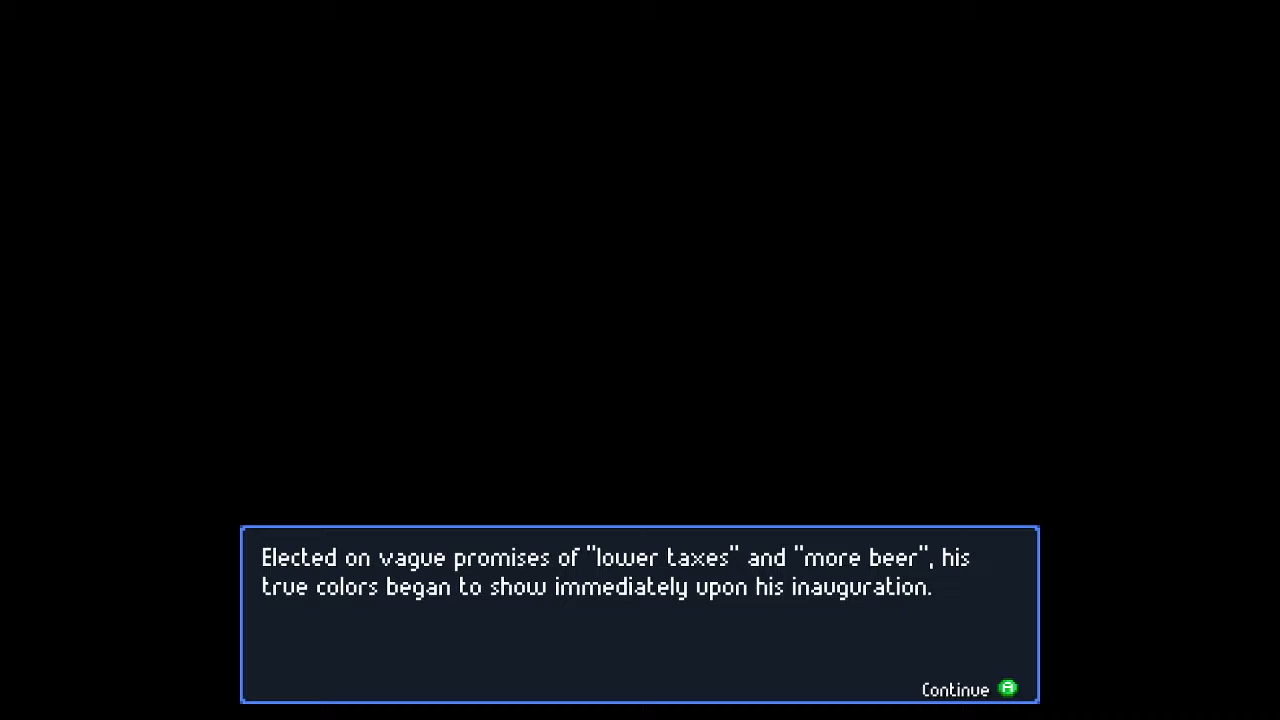 Elected on vague promises of "lower taxes" and "more beer", his
true colors began to show immediately upon his inauguration.
Continue A